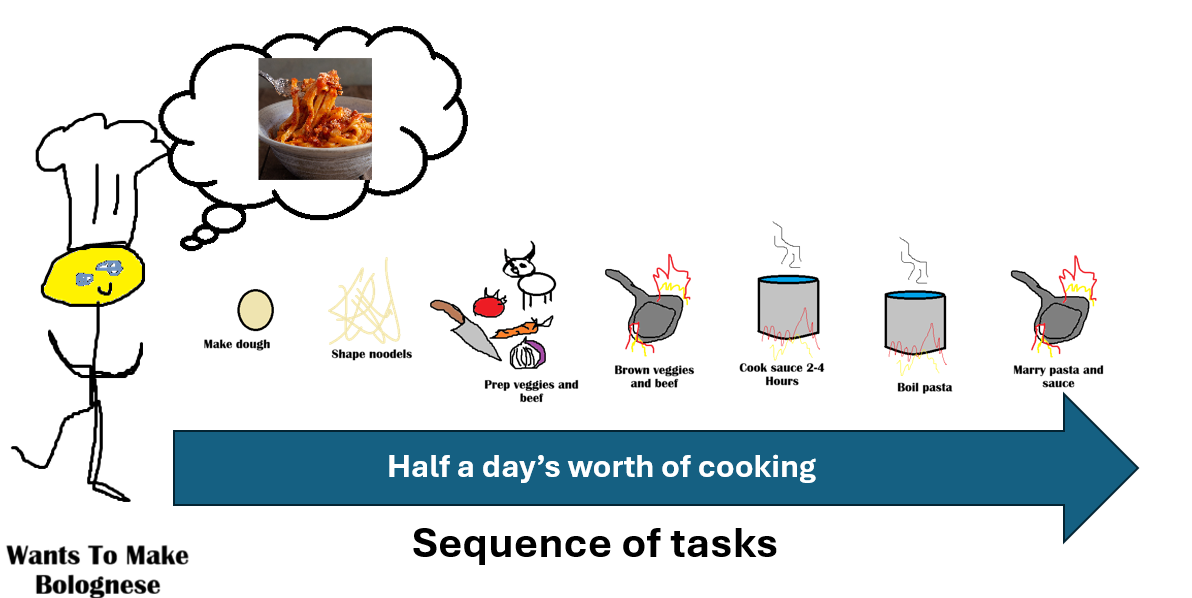 Make dough
Shape noodels
Prep veggies and
beef
Brown veggies
and beef
Cook sauce 2-4
Hours
Boil pasta
Marry pasta and
sauce
Half a day’s worth of cooking
Sequence of tasks
Wants To Make
Bolognese